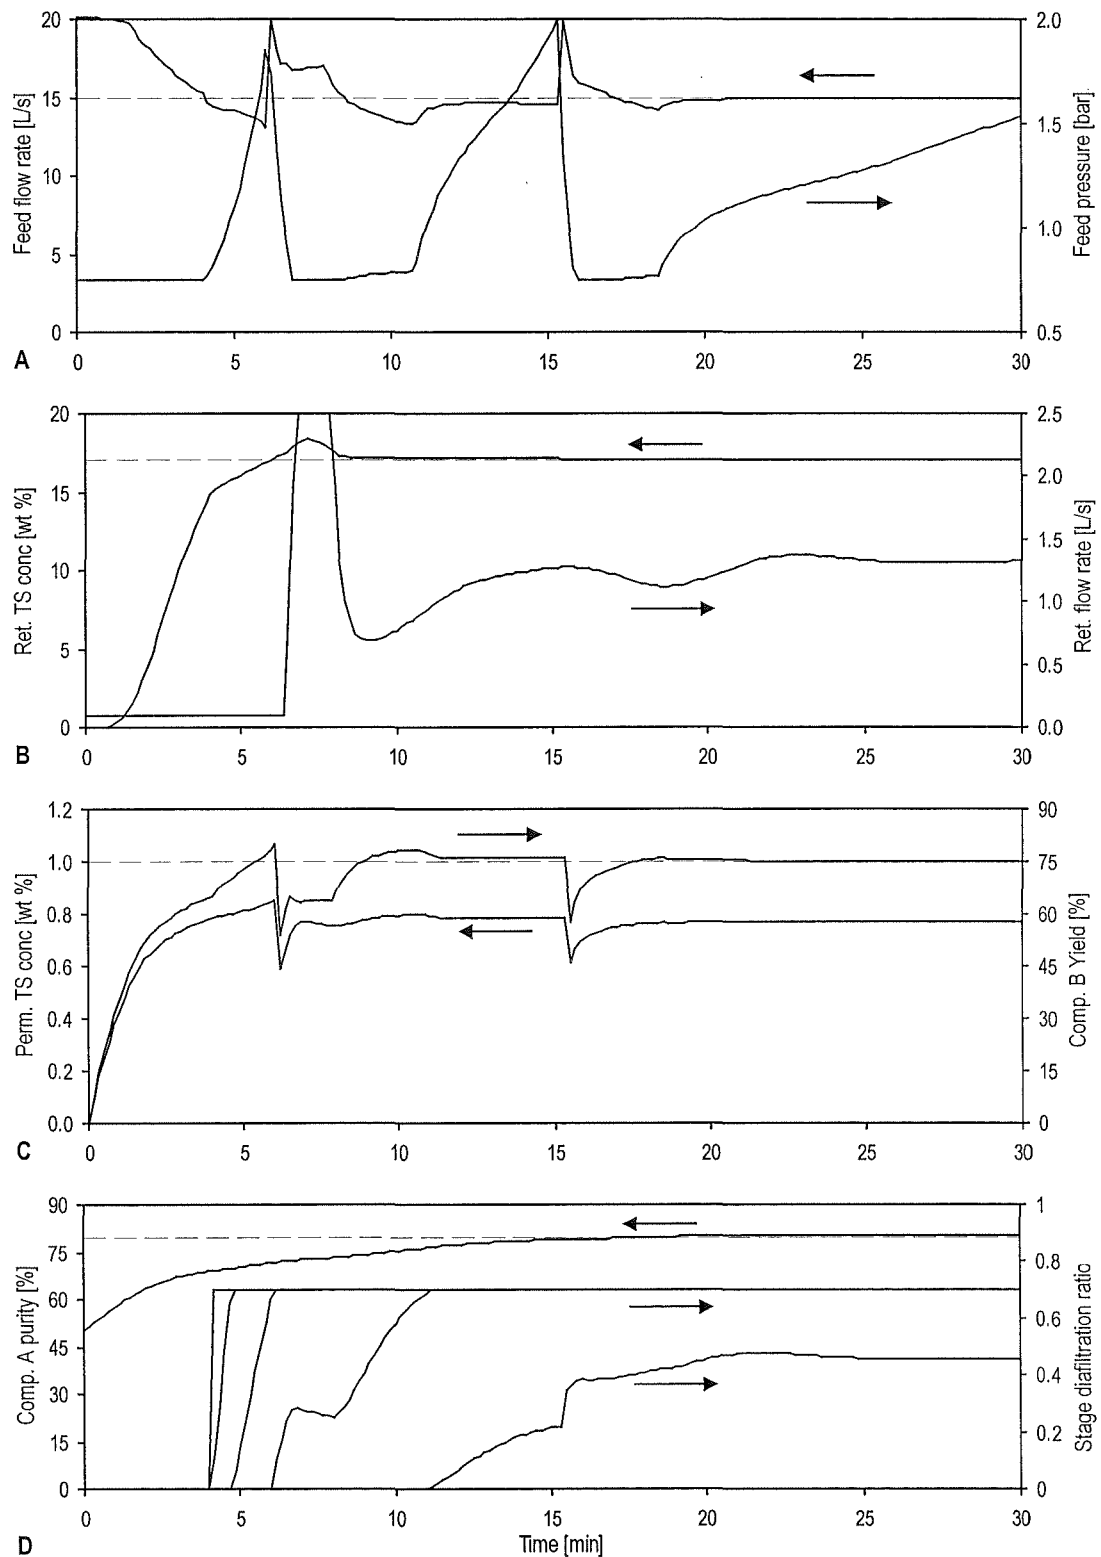 20 2.0
15 1.5
10 1.0
5
0 0.5
Feed flow rate [L/s]
Feed pressure [bar]
0 5 10 15 20 25 30
A
20 2.5
15 2.0
10 1.5
5 1.0
0.5
0 0.0
Ret. TS conc [wt %]
Ret. flow rate [L/s]
0 5 10 15 20 25 30
B
1.2 90
1.0 75
0.8 60
0.6 45
0.4 30
0.2 15
0.0 0
Perm. TS conc [wt %]
Comp. B Yield [%]
0 5 10 15 20 25 30
C
90 1
75 0.8
60 0.6
45 0.4
30 0.2
15
0 0
Comp. A purity [%]
Stage diafiltration ratio
0 5 10 15 20 25 30
Time [min]
D